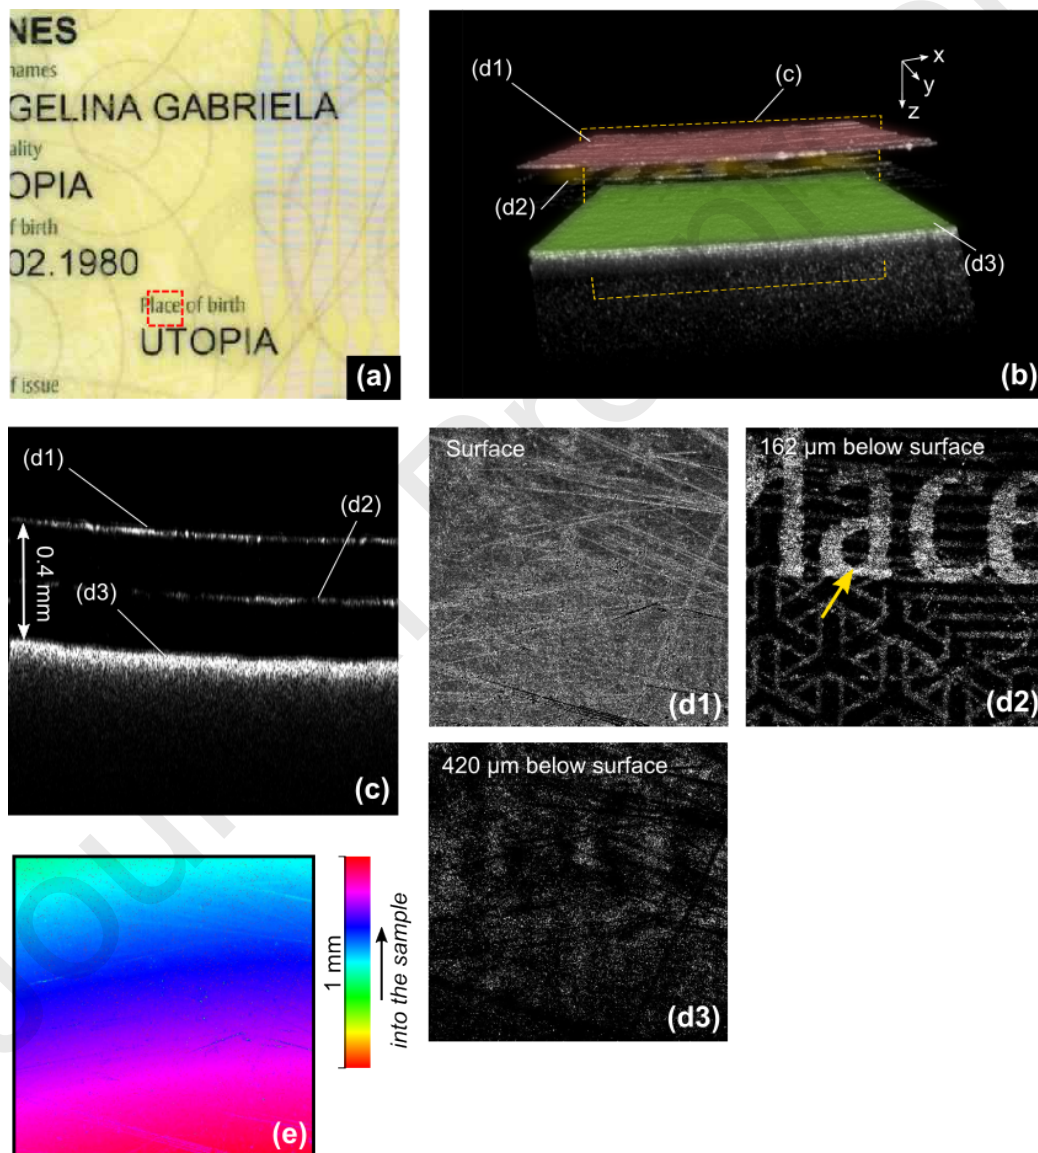 NES
names
GELINA GABRIELA
ality
OPIA
f birth
02.1980
Place of birth
UTOPIA
f issue
(a)
(d1)
(c)
x
y
z
(d2)
(d3)
(b)
(d1)
(d2)
0.4 mm
(d3)
(c)
Surface
(d1)
162 µm below surface
lace
(d2)
420 µm below surface
(d3)
1 mm
into the sample
(e)